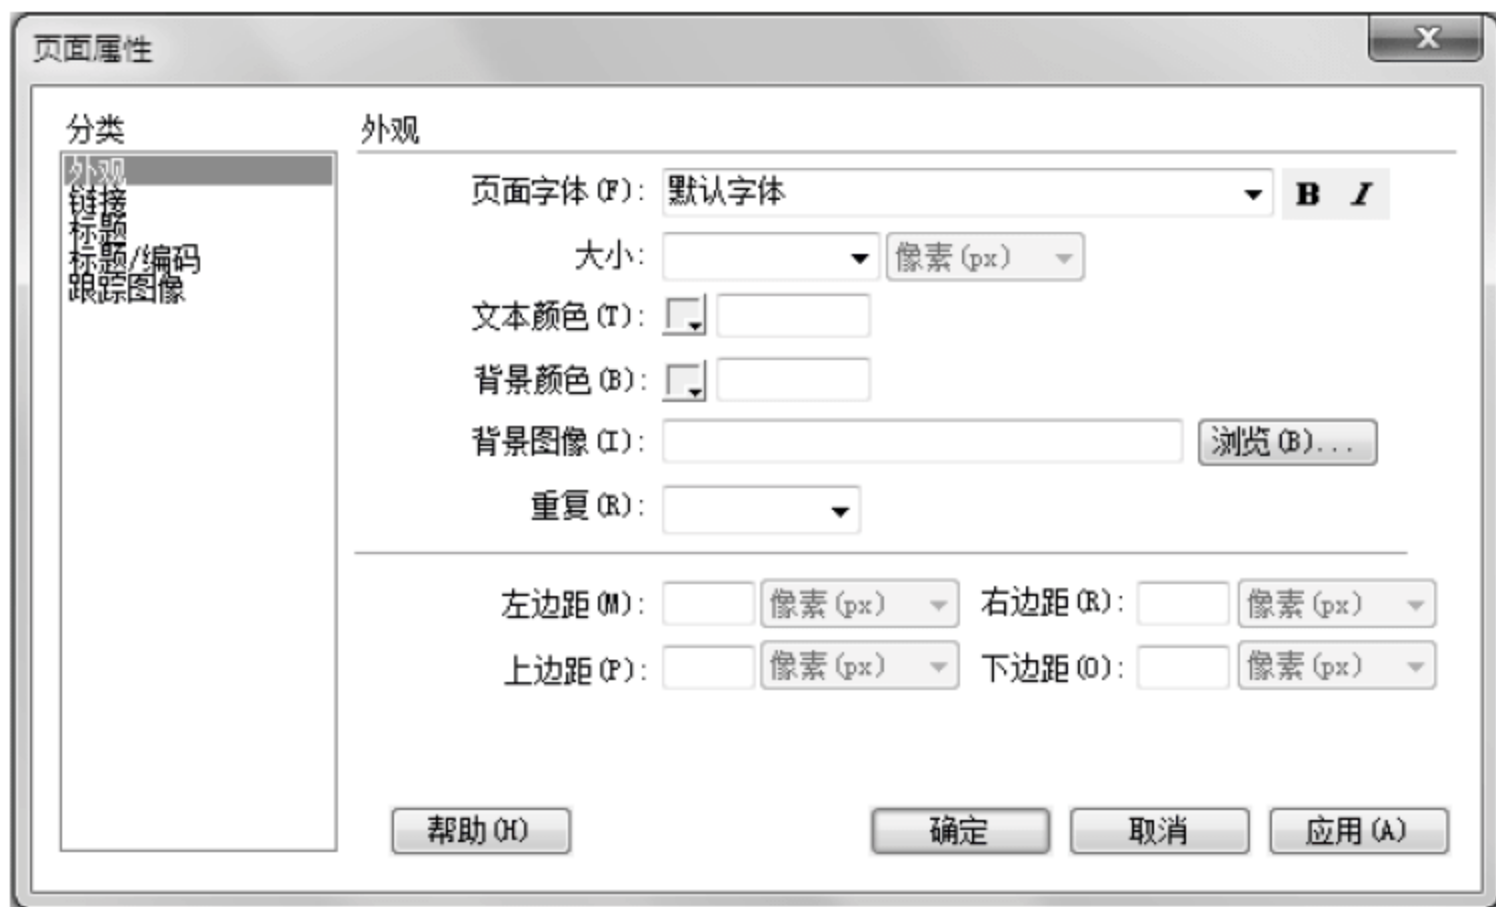 页面属性
分类
外观
链接
标题
标题/编码
跟踪图像
外观
页面字体(F): 默认字体 B I
大小: 像素(px)
文本颜色(T):
背景颜色(B):
背景图像(I): 浏览(B)...
重复(R):
左边距(M): 像素(px) 右边距(R): 像素(px)
上边距(P): 像素(px) 下边距(O): 像素(px)
帮助(H) 确定 取消 应用(A)